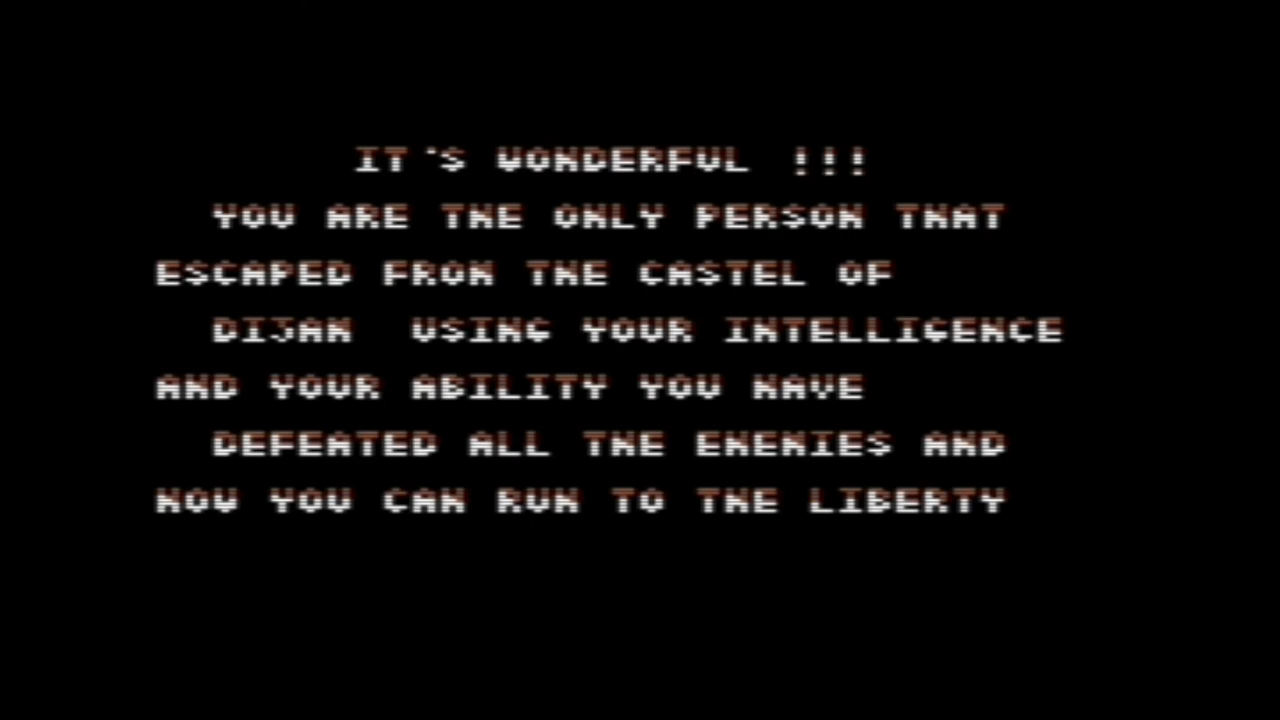 IT'S WONDERFUL !!!
YOU ARE THE ONLY PERSON THAT
ESCAPED FROM THE CASTEL OF
DIJAN USING YOUR INTELLIGENCE
AND YOUR ABILITY YOU HAVE
DEFEATED ALL THE ENEMIES AND
NOW YOU CAN RUN TO THE LIBERTY